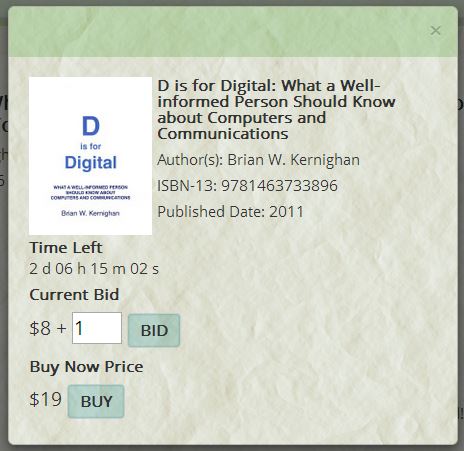 ×
D is for Digital: What a Well-
informed Person Should Know
about Computers and
Communications
D
is for
Digital
WHAT A WELL-INFORMED PERSON
SHOULD KNOW ABOUT
COMPUTERS AND COMMUNICATIONS
Brian W. Kernighan
Author(s): Brian W. Kernighan
ISBN-13: 9781463733896
Published Date: 2011
Time Left
2 d 06 h 15 m 02 s
Current Bid
$8 + 1 BID
Buy Now Price
$19 BUY